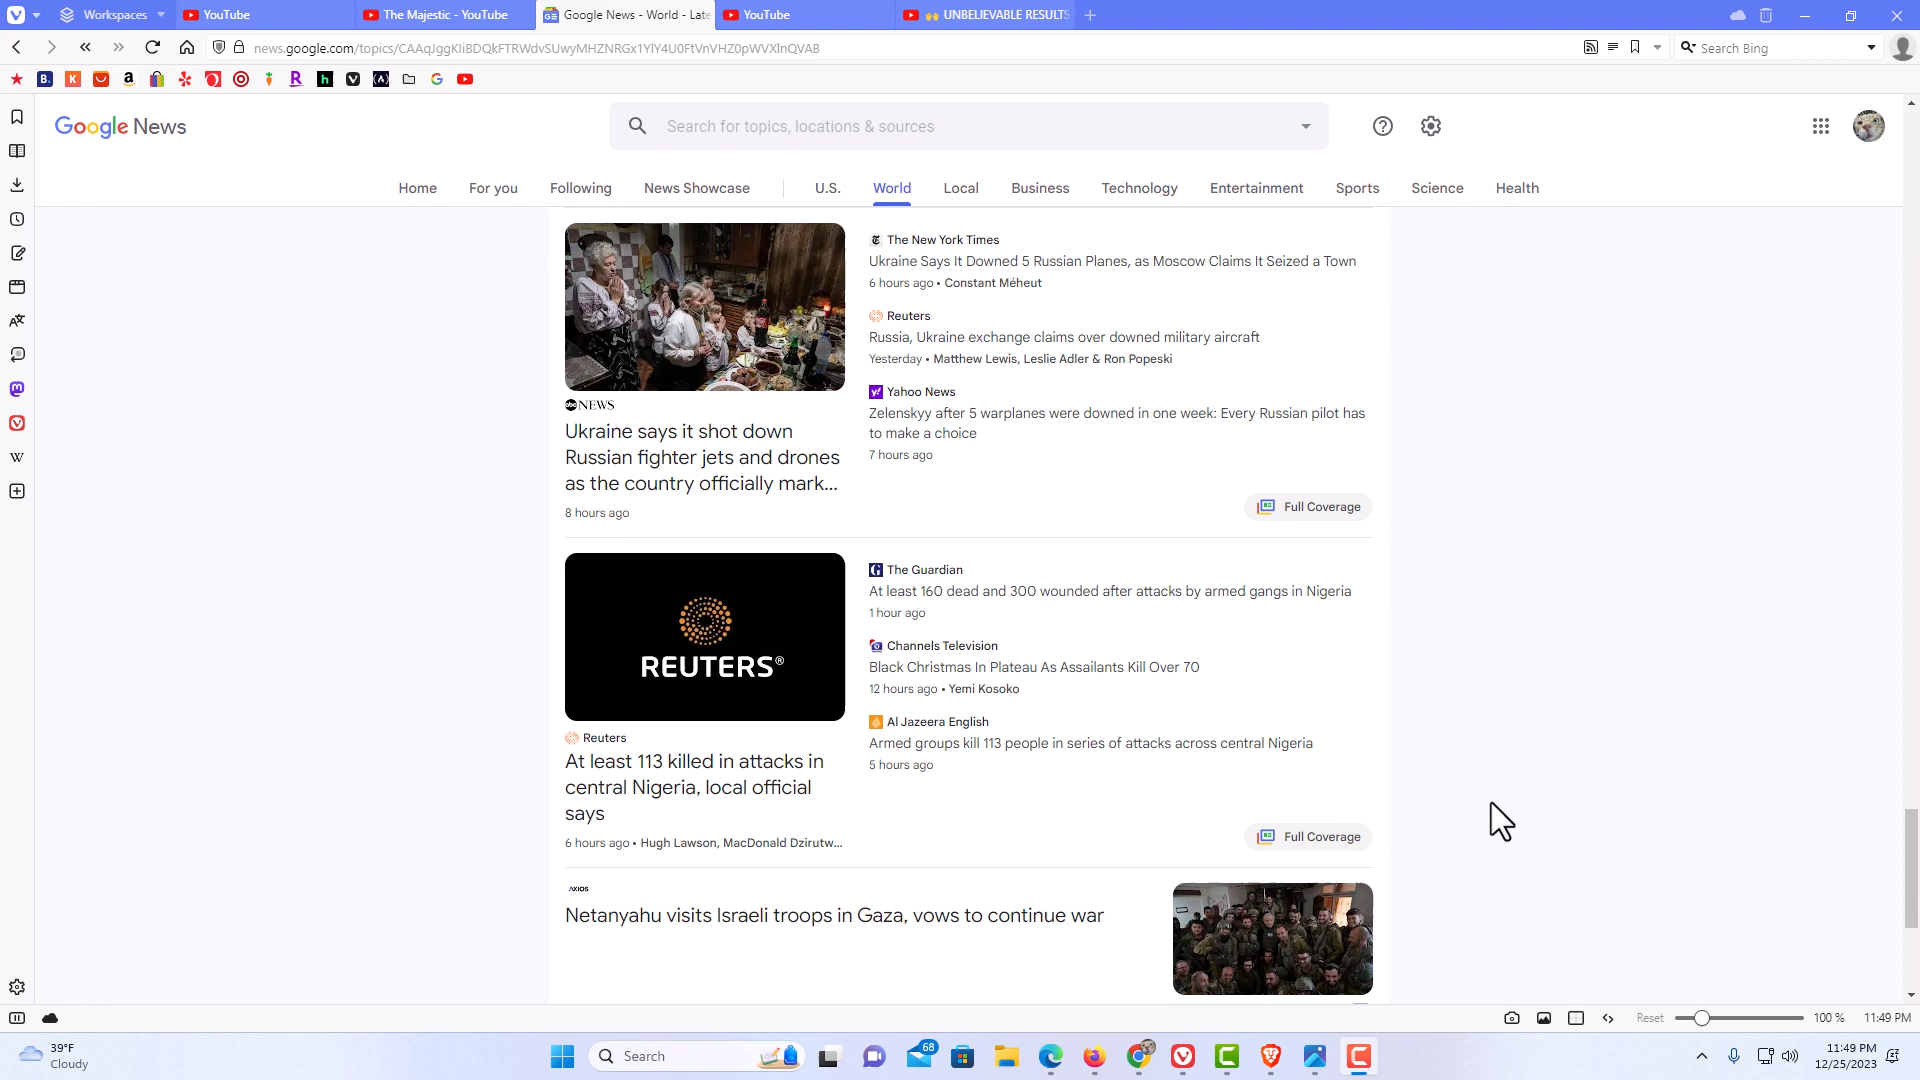 Workspaces
YouTube
The Majestic - YouTube
Google News - World - Late
YouTube
🙌 UNBELIEVABLE RESULTS
news.google.com/topics/CAAqJggKIiBDQkFTRWdvSUwyMHZNRGx1YlY4U0FtVnVHZ0pWVXlnQVAB
Search Bing
Google News
Search for topics, locations & sources
Home
For you
Following
News Showcase
U.S.
World
Local
Business
Technology
Entertainment
Sports
Science
Health
abc NEWS
Ukraine says it shot down
Russian fighter jets and drones
as the country officially mark...
8 hours ago
The New York Times
Ukraine Says It Downed 5 Russian Planes, as Moscow Claims It Seized a Town
6 hours ago • Constant Méheut
Reuters
Russia, Ukraine exchange claims over downed military aircraft
Yesterday • Matthew Lewis, Leslie Adler & Ron Popeski
Yahoo News
Zelenskyy after 5 warplanes were downed in one week: Every Russian pilot has
to make a choice
7 hours ago
Full Coverage
REUTERS®
Reuters
At least 113 killed in attacks in
central Nigeria, local official
says
6 hours ago • Hugh Lawson, MacDonald Dzirutw...
The Guardian
At least 160 dead and 300 wounded after attacks by armed gangs in Nigeria
1 hour ago
Channels Television
Black Christmas In Plateau As Assailants Kill Over 70
12 hours ago • Yemi Kosoko
Al Jazeera English
Armed groups kill 113 people in series of attacks across central Nigeria
5 hours ago
Full Coverage
AXIOS
Netanyahu visits Israeli troops in Gaza, vows to continue war
Reset
100 %
11:49 PM
39°F
Cloudy
Search
68
11:49 PM
12/25/2023